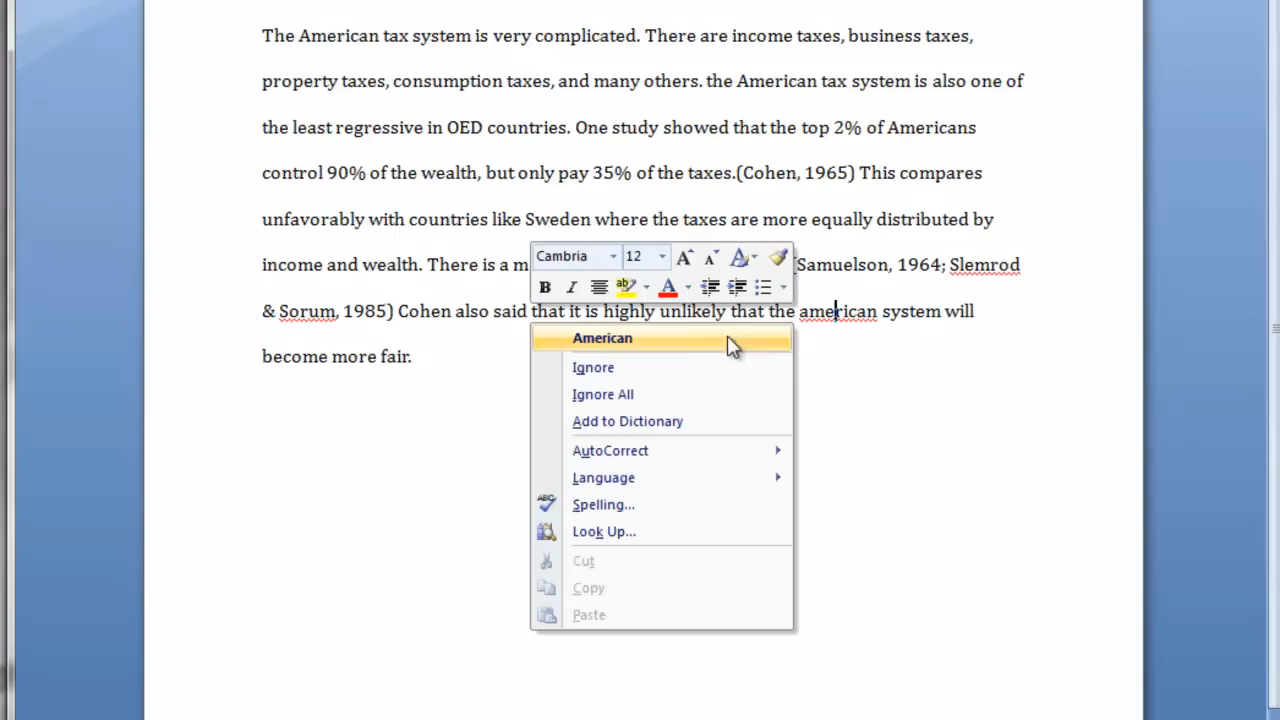 The American tax system is very complicated. There are income taxes, business taxes,
property taxes, consumption taxes, and many others. the American tax system is also one of
the least regressive in OED countries. One study showed that the top 2% of Americans
control 90% of the wealth, but only pay 35% of the taxes.(Cohen, 1965) This compares
unfavorably with countries like Sweden where the taxes are more equally distributed by
Cambria 12
income and wealth. There is a m (Samuelson, 1964; Slemrod
B I ab A
& Sorum, 1985) Cohen also said that it is highly unlikely that the american system will
American
become more fair.
Ignore
Ignore All
Add to Dictionary
AutoCorrect
Language
ABC Spelling...
Look Up...
Cut
Copy
Paste